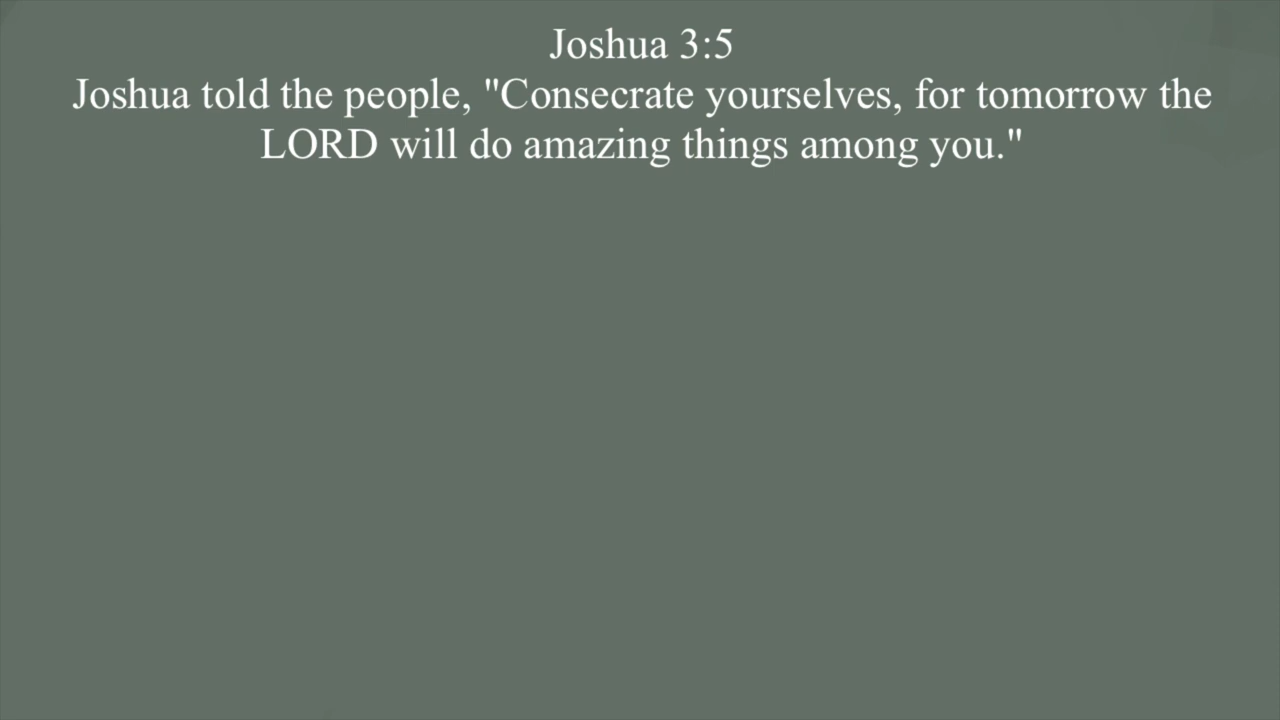 Joshua 3:5
Joshua told the people, "Consecrate yourselves, for tomorrow the
LORD will do amazing things among you."